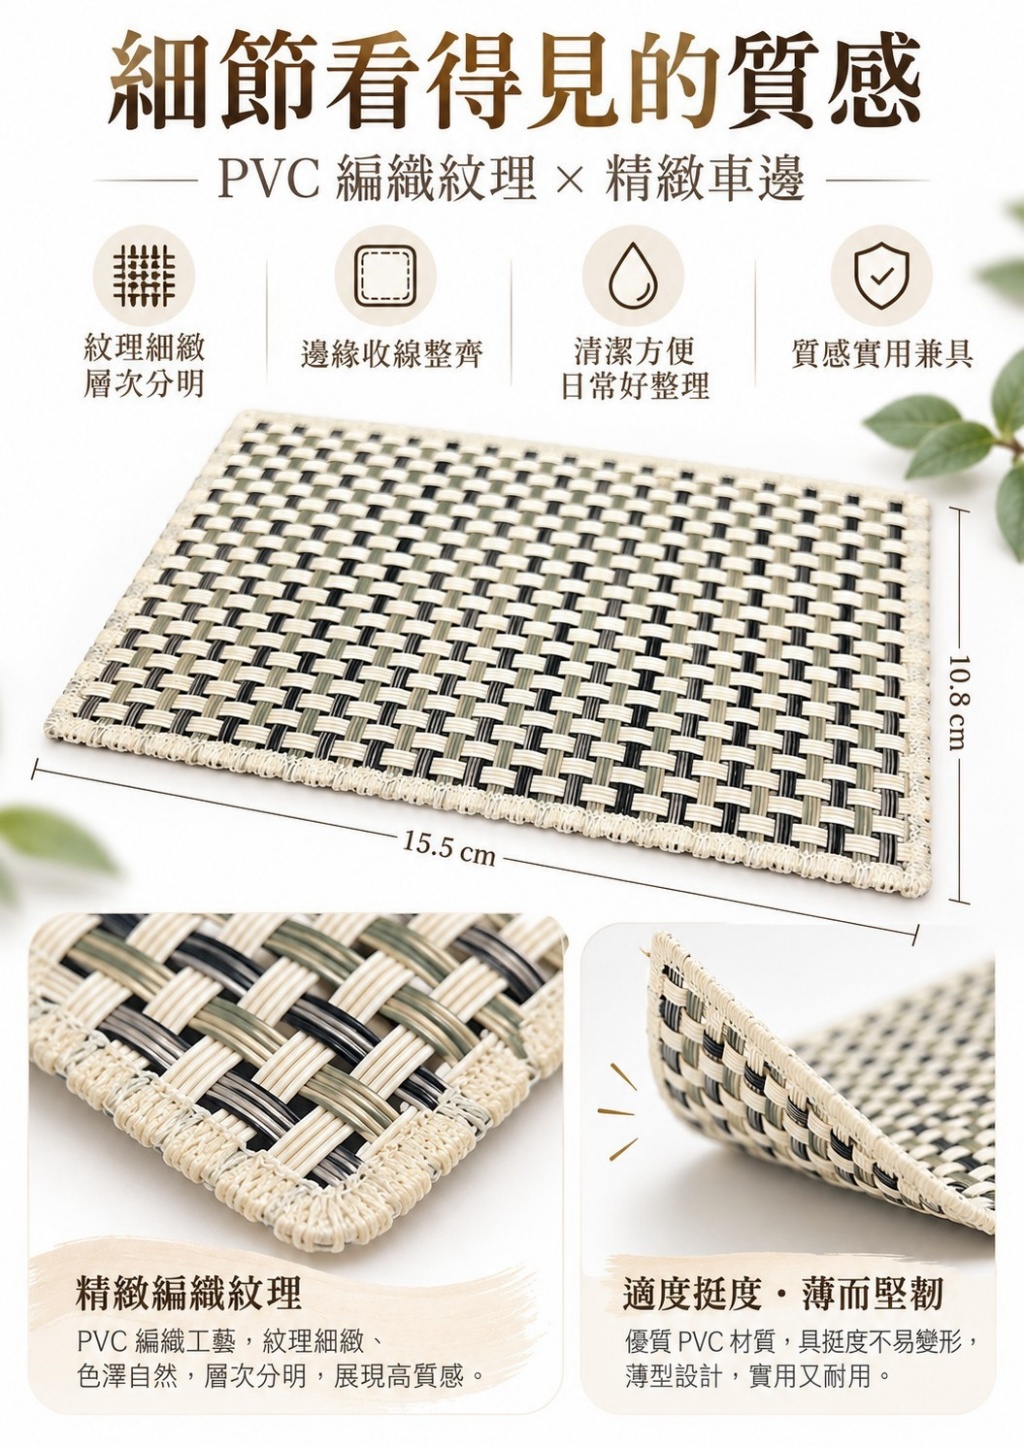 細節看得見的質感
PVC 編織紋理 × 精緻車邊
紋理細緻
層次分明
邊緣收線整齊
清潔方便
日常好整理
質感實用兼具
10.8 cm
15.5 cm
精緻編織紋理
PVC 編織工藝，紋理細緻、
色澤自然，層次分明，展現高質感。
適度挺度・薄而堅韌
優質 PVC 材質，具挺度不易變形，
薄型設計，實用又耐用。